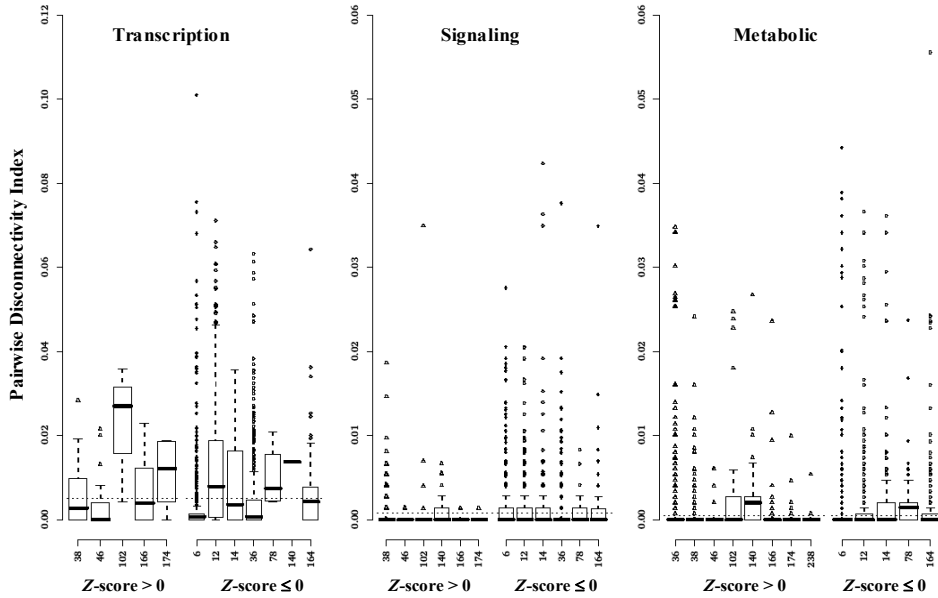 Transcription
Signaling
Metabolic
Pairwise Disconnectivity Index
0.12
0.10
0.08
0.06
0.04
0.02
0.00
0.06
0.05
0.04
0.03
0.02
0.01
0.00
0.06
0.05
0.04
0.03
0.02
0.01
0.00
38 46 102 166 174 6 12 14 36 78 140 164
38 46 102 140 166 174 6 12 14 36 78 164
36 38 46 102 140 166 174 238 6 12 14 78 164
Z-score > 0 Z-score ≤ 0
Z-score > 0 Z-score ≤ 0
Z-score > 0 Z-score ≤ 0